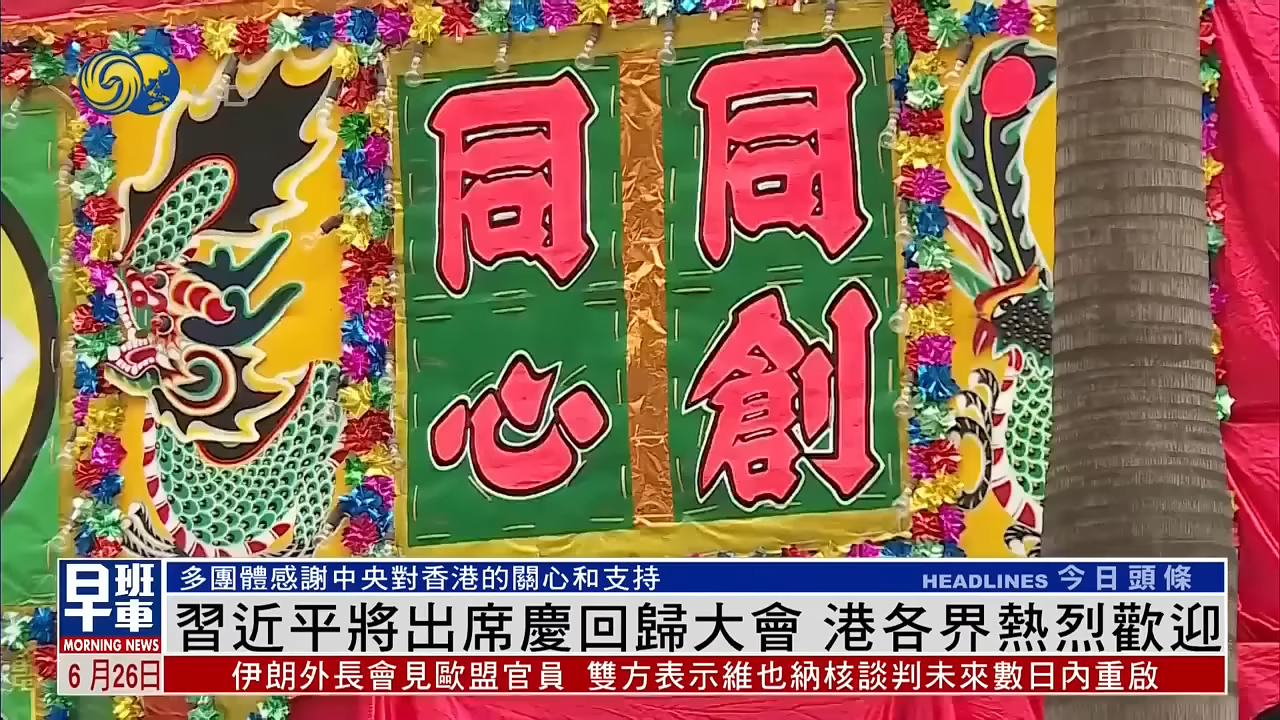 同心
同創
早班車
MORNING NEWS
多團體感謝中央對香港的關心和支持
HEADLINES 今日頭條
習近平將出席慶回歸大會 港各界熱烈歡迎
6月26日
伊朗外長會見歐盟官員 雙方表示維也納核談判未來數日內重啟